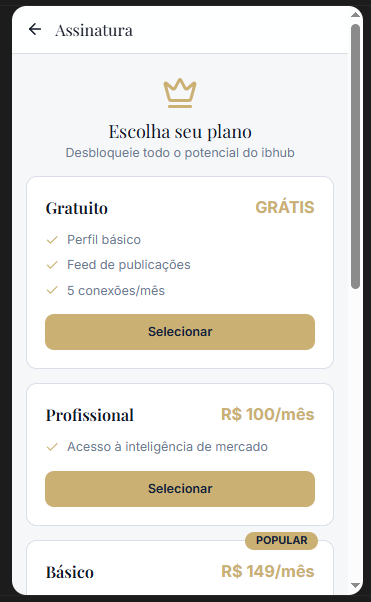 Assinatura
Escolha seu plano
Desbloqueie todo o potencial do ibhub
Gratuito GRÁTIS
Perfil básico
Feed de publicações
5 conexões/mês
Selecionar
Profissional R$ 100/mês
Acesso à inteligência de mercado
Selecionar
POPULAR
Básico R$ 149/mês